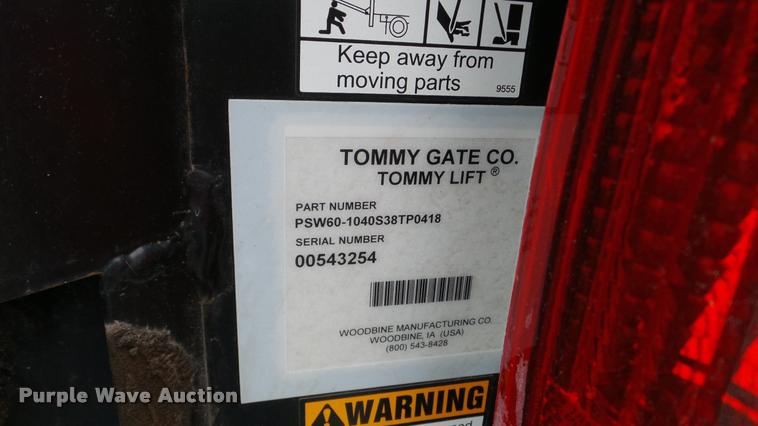 Keep away from
moving parts
9555
TOMMY GATE CO.
TOMMY LIFT ®
PART NUMBER
PSW60-1040S38TP0418
SERIAL NUMBER
00543254
WOODBINE MANUFACTURING CO.
WOODBINE, IA (USA)
(800) 543-8428
WARNING
Purple Wave Auction